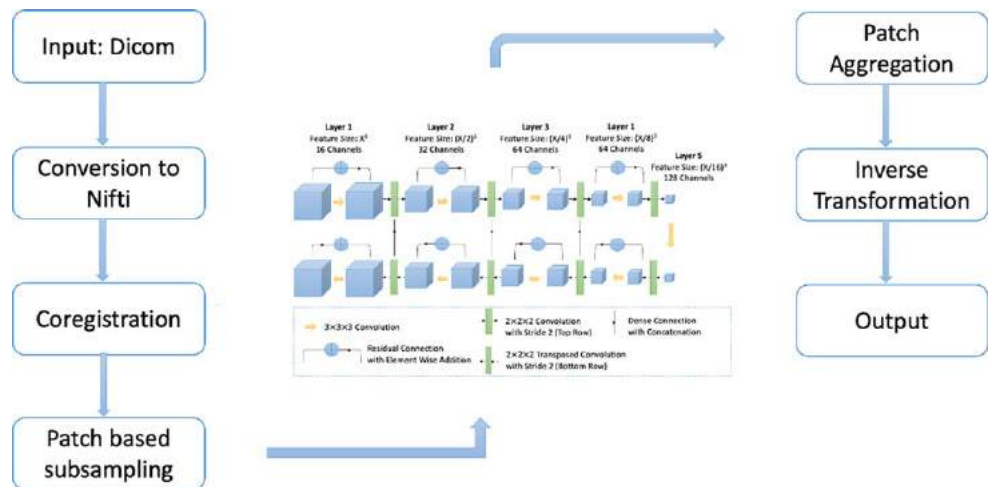 Input: Dicom
Conversion to
Nifti
Coregistration
Patch based
subsampling
Layer 1
Feature Size: X³
16 Channels
Layer 2
Feature Size: (X/2)³
32 Channels
Layer 3
Feature Size: (X/4)³
64 Channels
Layer 1
Feature Size: (X/8)³
64 Channels
Layer 5
Feature Size: (X/16)³
128 Channels
3×3×3 Convolution
Residual Connection
with Element Wise Addition
2×2×2 Convolution
with Stride 2 (Top Row)
2×2×2 Transposed Convolution
with Stride 2 (Bottom Row)
Dense Connection
with Concatenation
Patch
Aggregation
Inverse
Transformation
Output